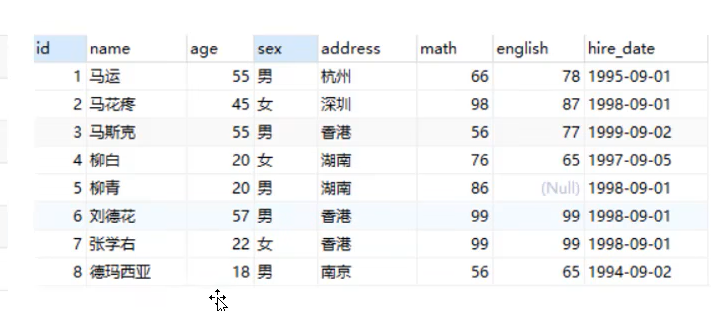 id name age sex address math english hire_date
1 马运 55 男 杭州 66 78 1995-09-01
2 马花疼 45 女 深圳 98 87 1998-09-01
3 马斯克 55 男 香港 56 77 1999-09-02
4 柳白 20 女 湖南 76 65 1997-09-05
5 柳青 20 男 湖南 86 (Null) 1998-09-01
6 刘德花 57 男 香港 99 99 1998-09-01
7 张学右 22 女 香港 99 99 1998-09-01
8 德玛西亚 18 男 南京 56 65 1994-09-02